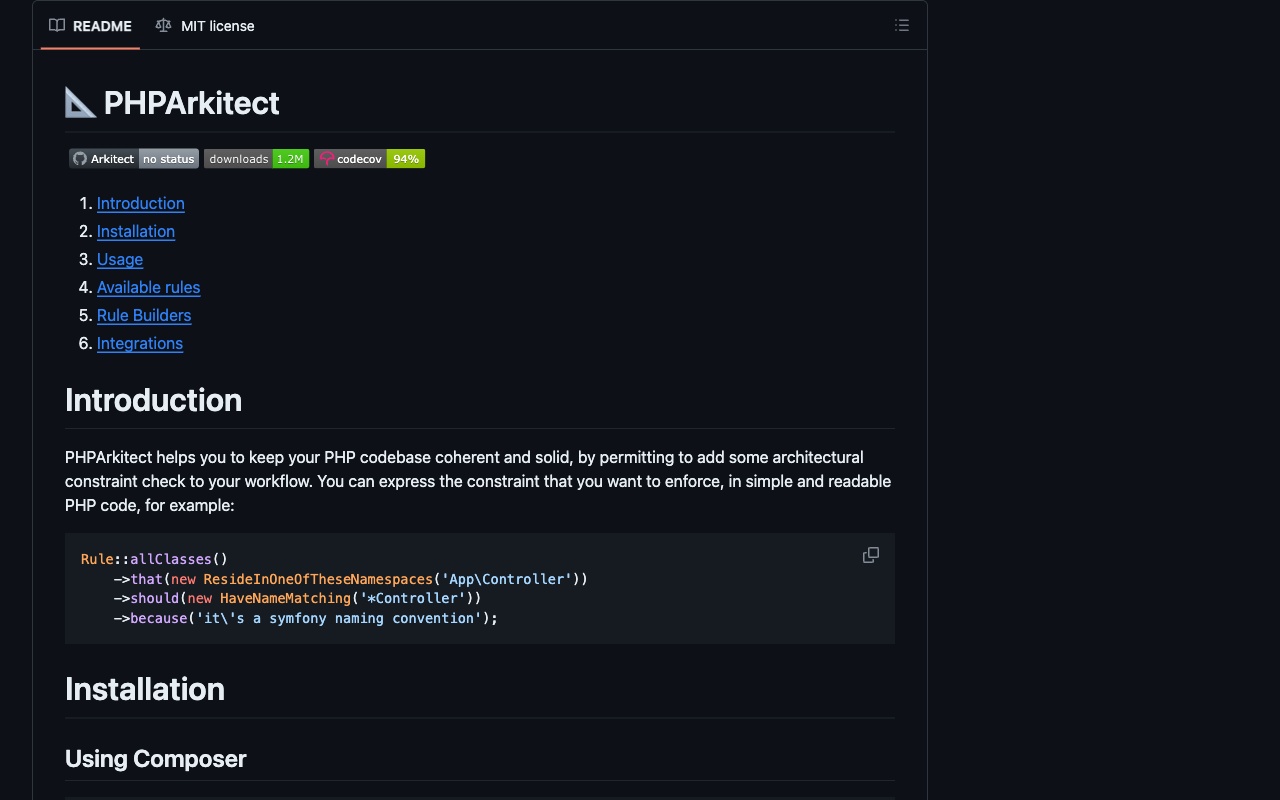 README MIT license
📐 PHPArkitect
Arkitect no status downloads 1.2M codecov 94%
1. Introduction
2. Installation
3. Usage
4. Available rules
5. Rule Builders
6. Integrations
Introduction
PHPArkitect helps you to keep your PHP codebase coherent and solid, by permitting to add some architectural
constraint check to your workflow. You can express the constraint that you want to enforce, in simple and readable
PHP code, for example:
Rule::allClasses()
    ->that(new ResideInOneOfTheseNamespaces('App\Controller'))
    ->should(new HaveNameMatching('*Controller'))
    ->because('it\'s a symfony naming convention');
Installation
Using Composer